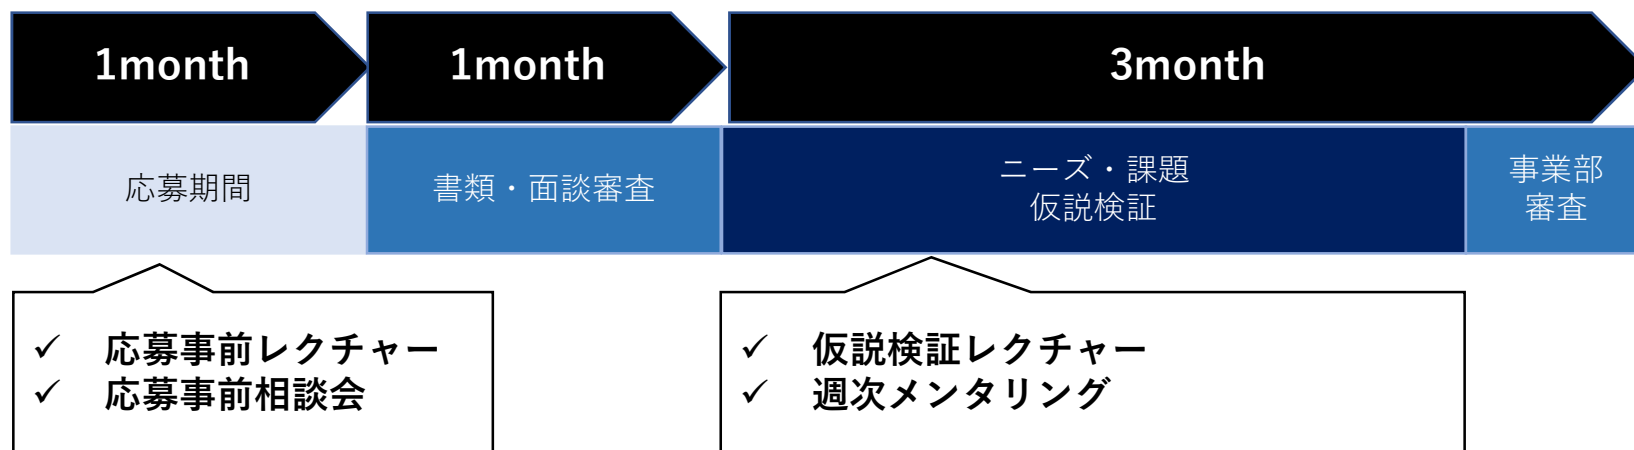 1month
1month
3month
応募期間
書類・面談審査
ニーズ・課題
仮説検証
事業部
審査
✓ 応募事前レクチャー
✓ 応募事前相談会
✓ 仮説検証レクチャー
✓ 週次メンタリング